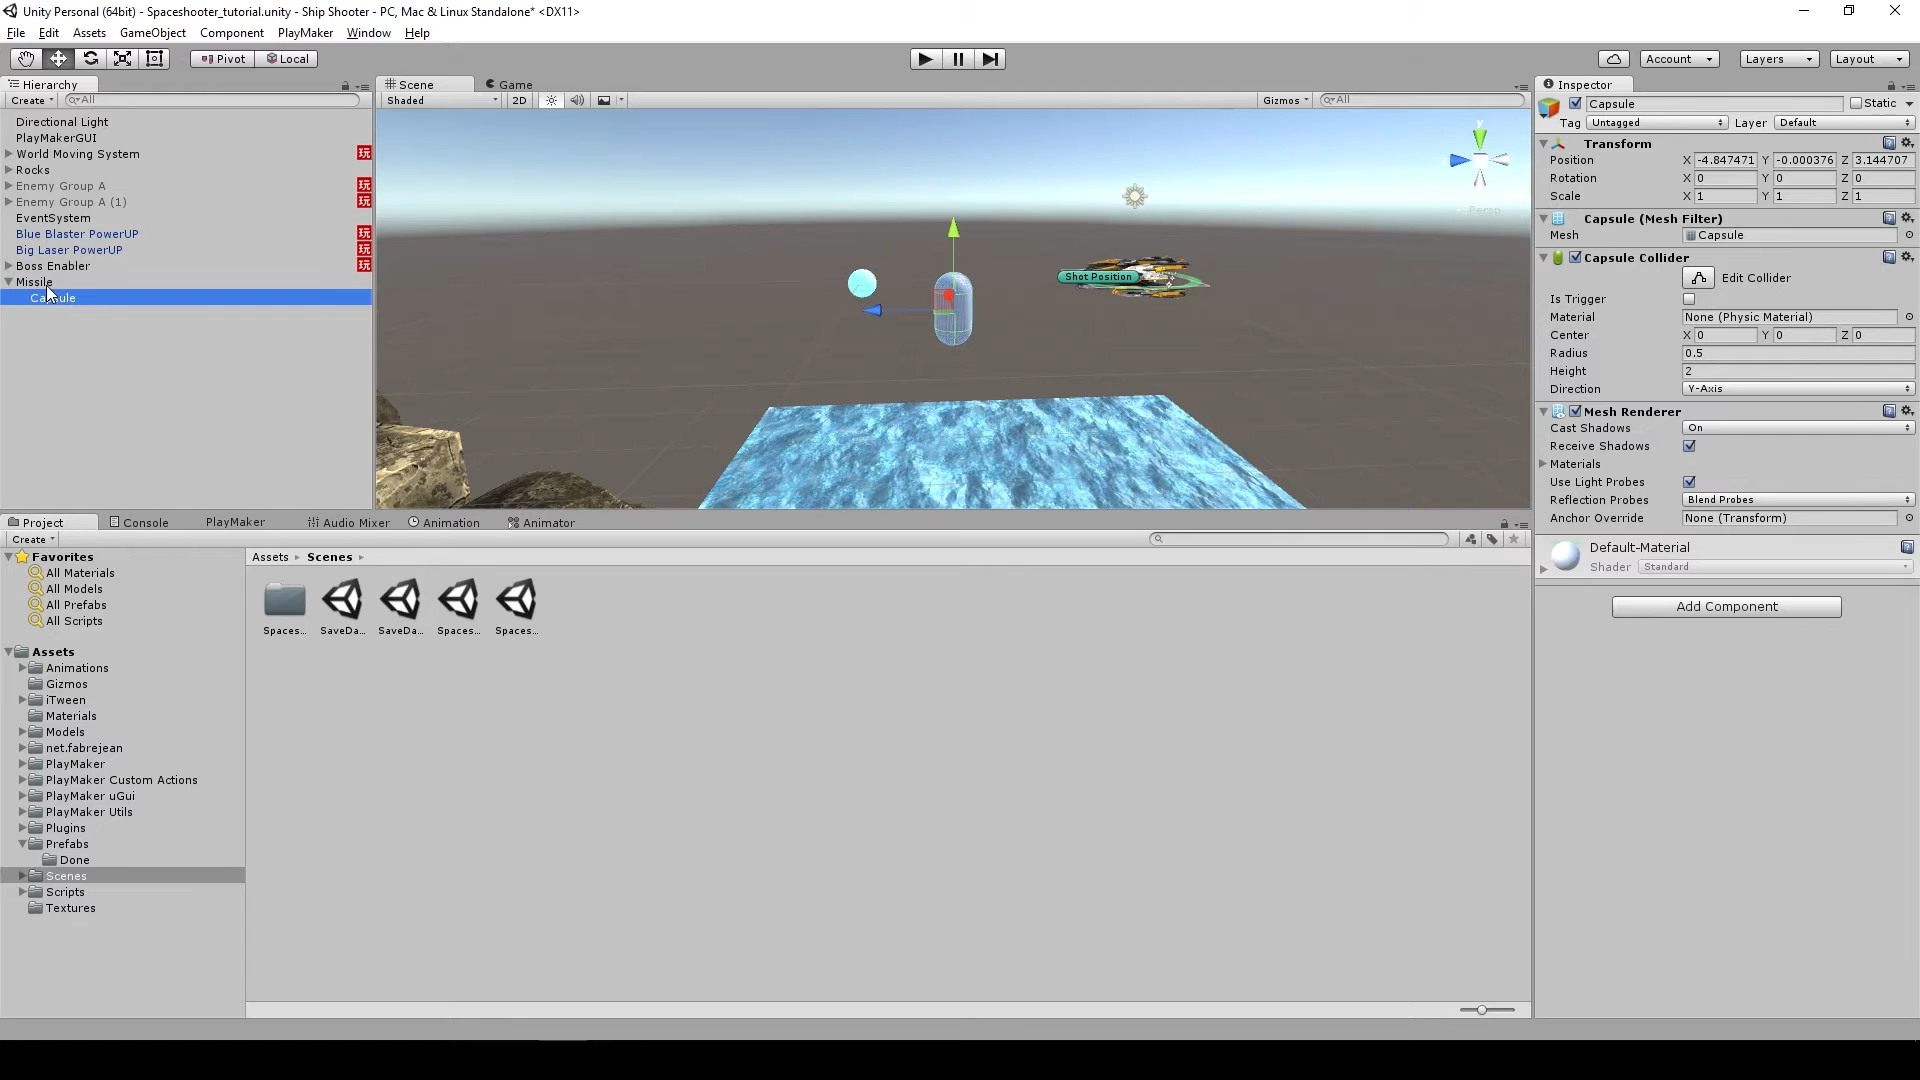 Unity Personal (64bit) - Spaceshooter_tutorial.unity - Ship Shooter - PC, Mac & Linux Standalone* <DX11>
File Edit Assets GameObject Component PlayMaker Window Help
Pivot Local Account Layers Layout
Hierarchy
Create All
Directional Light
PlayMakerGUI
World Moving System 玩
Rocks
Enemy Group A 玩
Enemy Group A (1) 玩
EventSystem
Blue Blaster PowerUP 玩
Big Laser PowerUP 玩
Boss Enabler 玩
Missile
Capsule
Scene Game
Shaded 2D Gizmos All
y
Persp
Shot Position
Inspector
Capsule Static
Tag Untagged Layer Default
Transform
Position X -4.847471 Y -0.000376 Z 3.144707
Rotation X 0 Y 0 Z 0
Scale X 1 Y 1 Z 1
Capsule (Mesh Filter)
Mesh Capsule
Capsule Collider
Edit Collider
Is Trigger
Material None (Physic Material)
Center X 0 Y 0 Z 0
Radius 0.5
Height 2
Direction Y-Axis
Mesh Renderer
Cast Shadows On
Receive Shadows
Materials
Use Light Probes
Reflection Probes Blend Probes
Anchor Override None (Transform)
Default-Material
Shader Standard
Add Component
Project Console PlayMaker Audio Mixer Animation Animator
Create
Favorites
All Materials
All Models
All Prefabs
All Scripts
Assets
Animations
Gizmos
iTween
Materials
Models
net.fabrejean
PlayMaker
PlayMaker Custom Actions
PlayMaker uGui
PlayMaker Utils
Plugins
Prefabs
Done
Scenes
Scripts
Textures
Assets Scenes
Spaces... SaveDa... SaveDa... Spaces... Spaces...